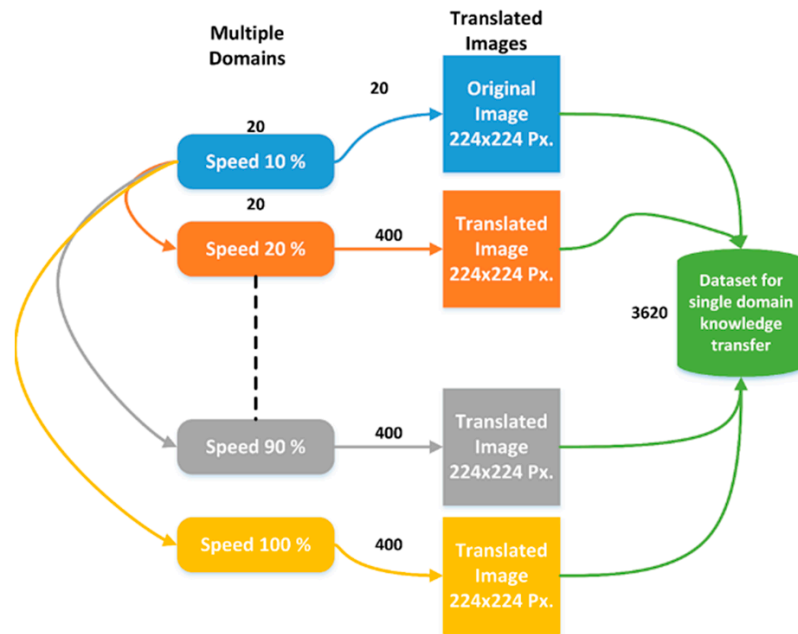 Multiple
Domains
Translated
Images
20
20
Speed 10 %
Original
Image
224x224 Px.
20
Speed 20 %
400
Translated
Image
224x224 Px.
3620
Dataset for
single domain
knowledge
transfer
Speed 90 %
400
Translated
Image
224x224 Px.
Speed 100 %
400
Translated
Image
224x224 Px.